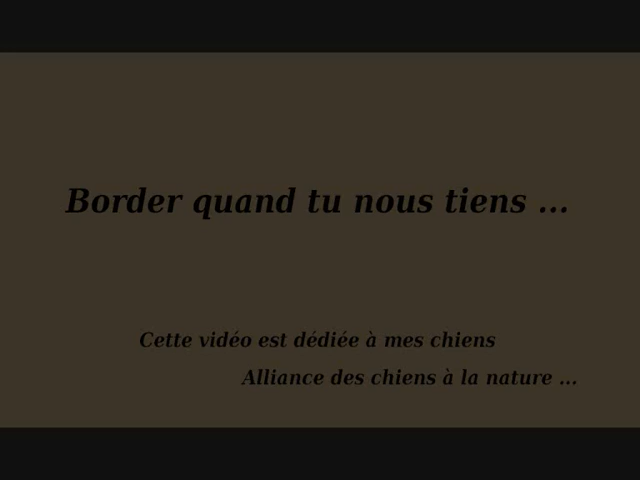 Border quand tu nous tiens ...
Cette vidéo est dédiée à mes chiens
Alliance des chiens à la nature ...